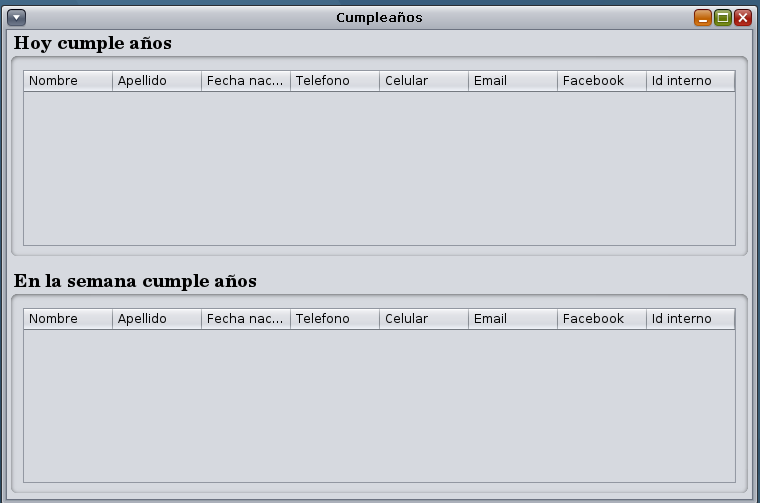 Cumpleaños
Hoy cumple años
Nombre Apellido Fecha nac... Telefono Celular Email Facebook Id interno
En la semana cumple años
Nombre Apellido Fecha nac... Telefono Celular Email Facebook Id interno